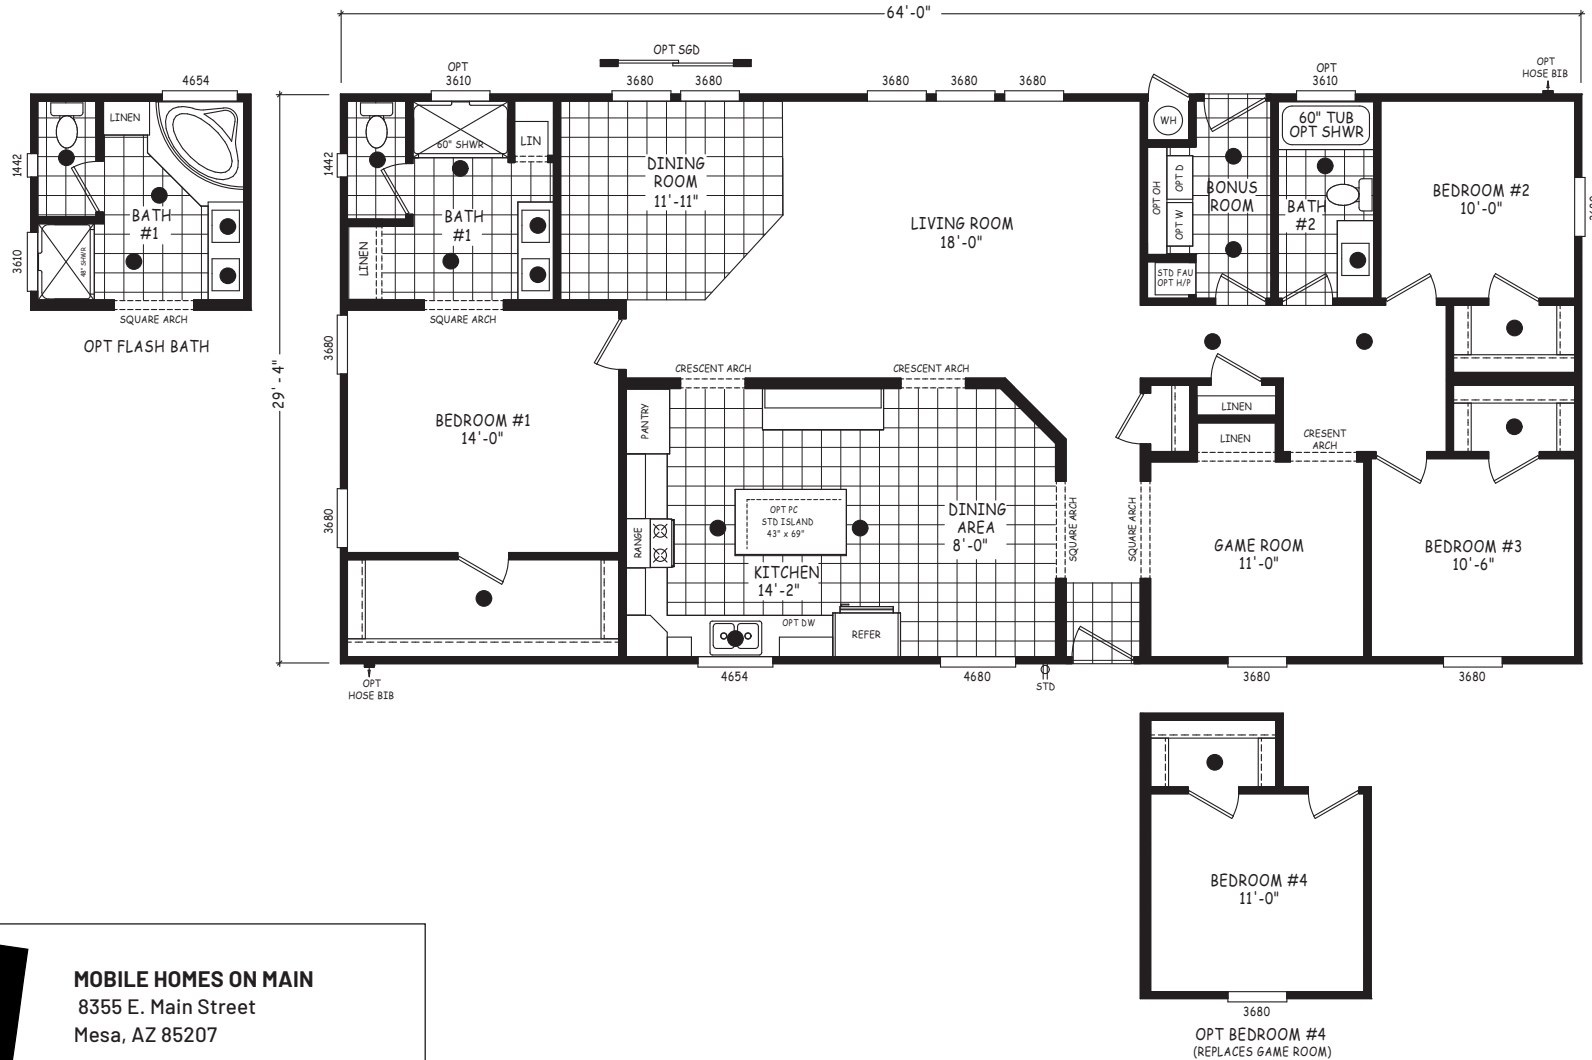 64'-0"
OPT SGD
3680 3680
OPT
3610
3680 3680 3680
OPT
3610
OPT
HOSE BIB
4654
LINEN
1442
BATH
#1
3610
48" SHWR
SQUARE ARCH
OPT FLASH BATH
29'-4"
1442
60" SHWR
LIN
BATH
#1
LINEN
SQUARE ARCH
DINING
ROOM
11'-11"
LIVING ROOM
18'-0"
WH
OPT OH
OPT D
OPT W
BONUS
ROOM
STD FAU
OPT H/P
60" TUB
OPT SHWR
BATH
#2
BEDROOM #2
10'-0"
3680
BEDROOM #1
14'-0"
3680
CRESCENT ARCH
CRESCENT ARCH
PANTRY
RANGE
OPT PC
STD ISLAND
43" x 69"
KITCHEN
14'-2"
DINING
AREA
8'-0"
OPT DW
REFER
SQUARE ARCH
SQUARE ARCH
LINEN
LINEN
CRESENT
ARCH
GAME ROOM
11'-0"
BEDROOM #3
10'-6"
OPT
HOSE BIB
4654
4680
STD
3680
3680
BEDROOM #4
11'-0"
3680
OPT BEDROOM #4
(REPLACES GAME ROOM)
MOBILE HOMES ON MAIN
8355 E. Main Street
Mesa, AZ 85207